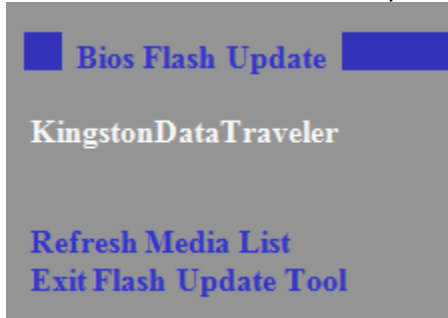 Bios Flash Update
KingstonDataTraveler
Refresh Media List
Exit Flash Update Tool